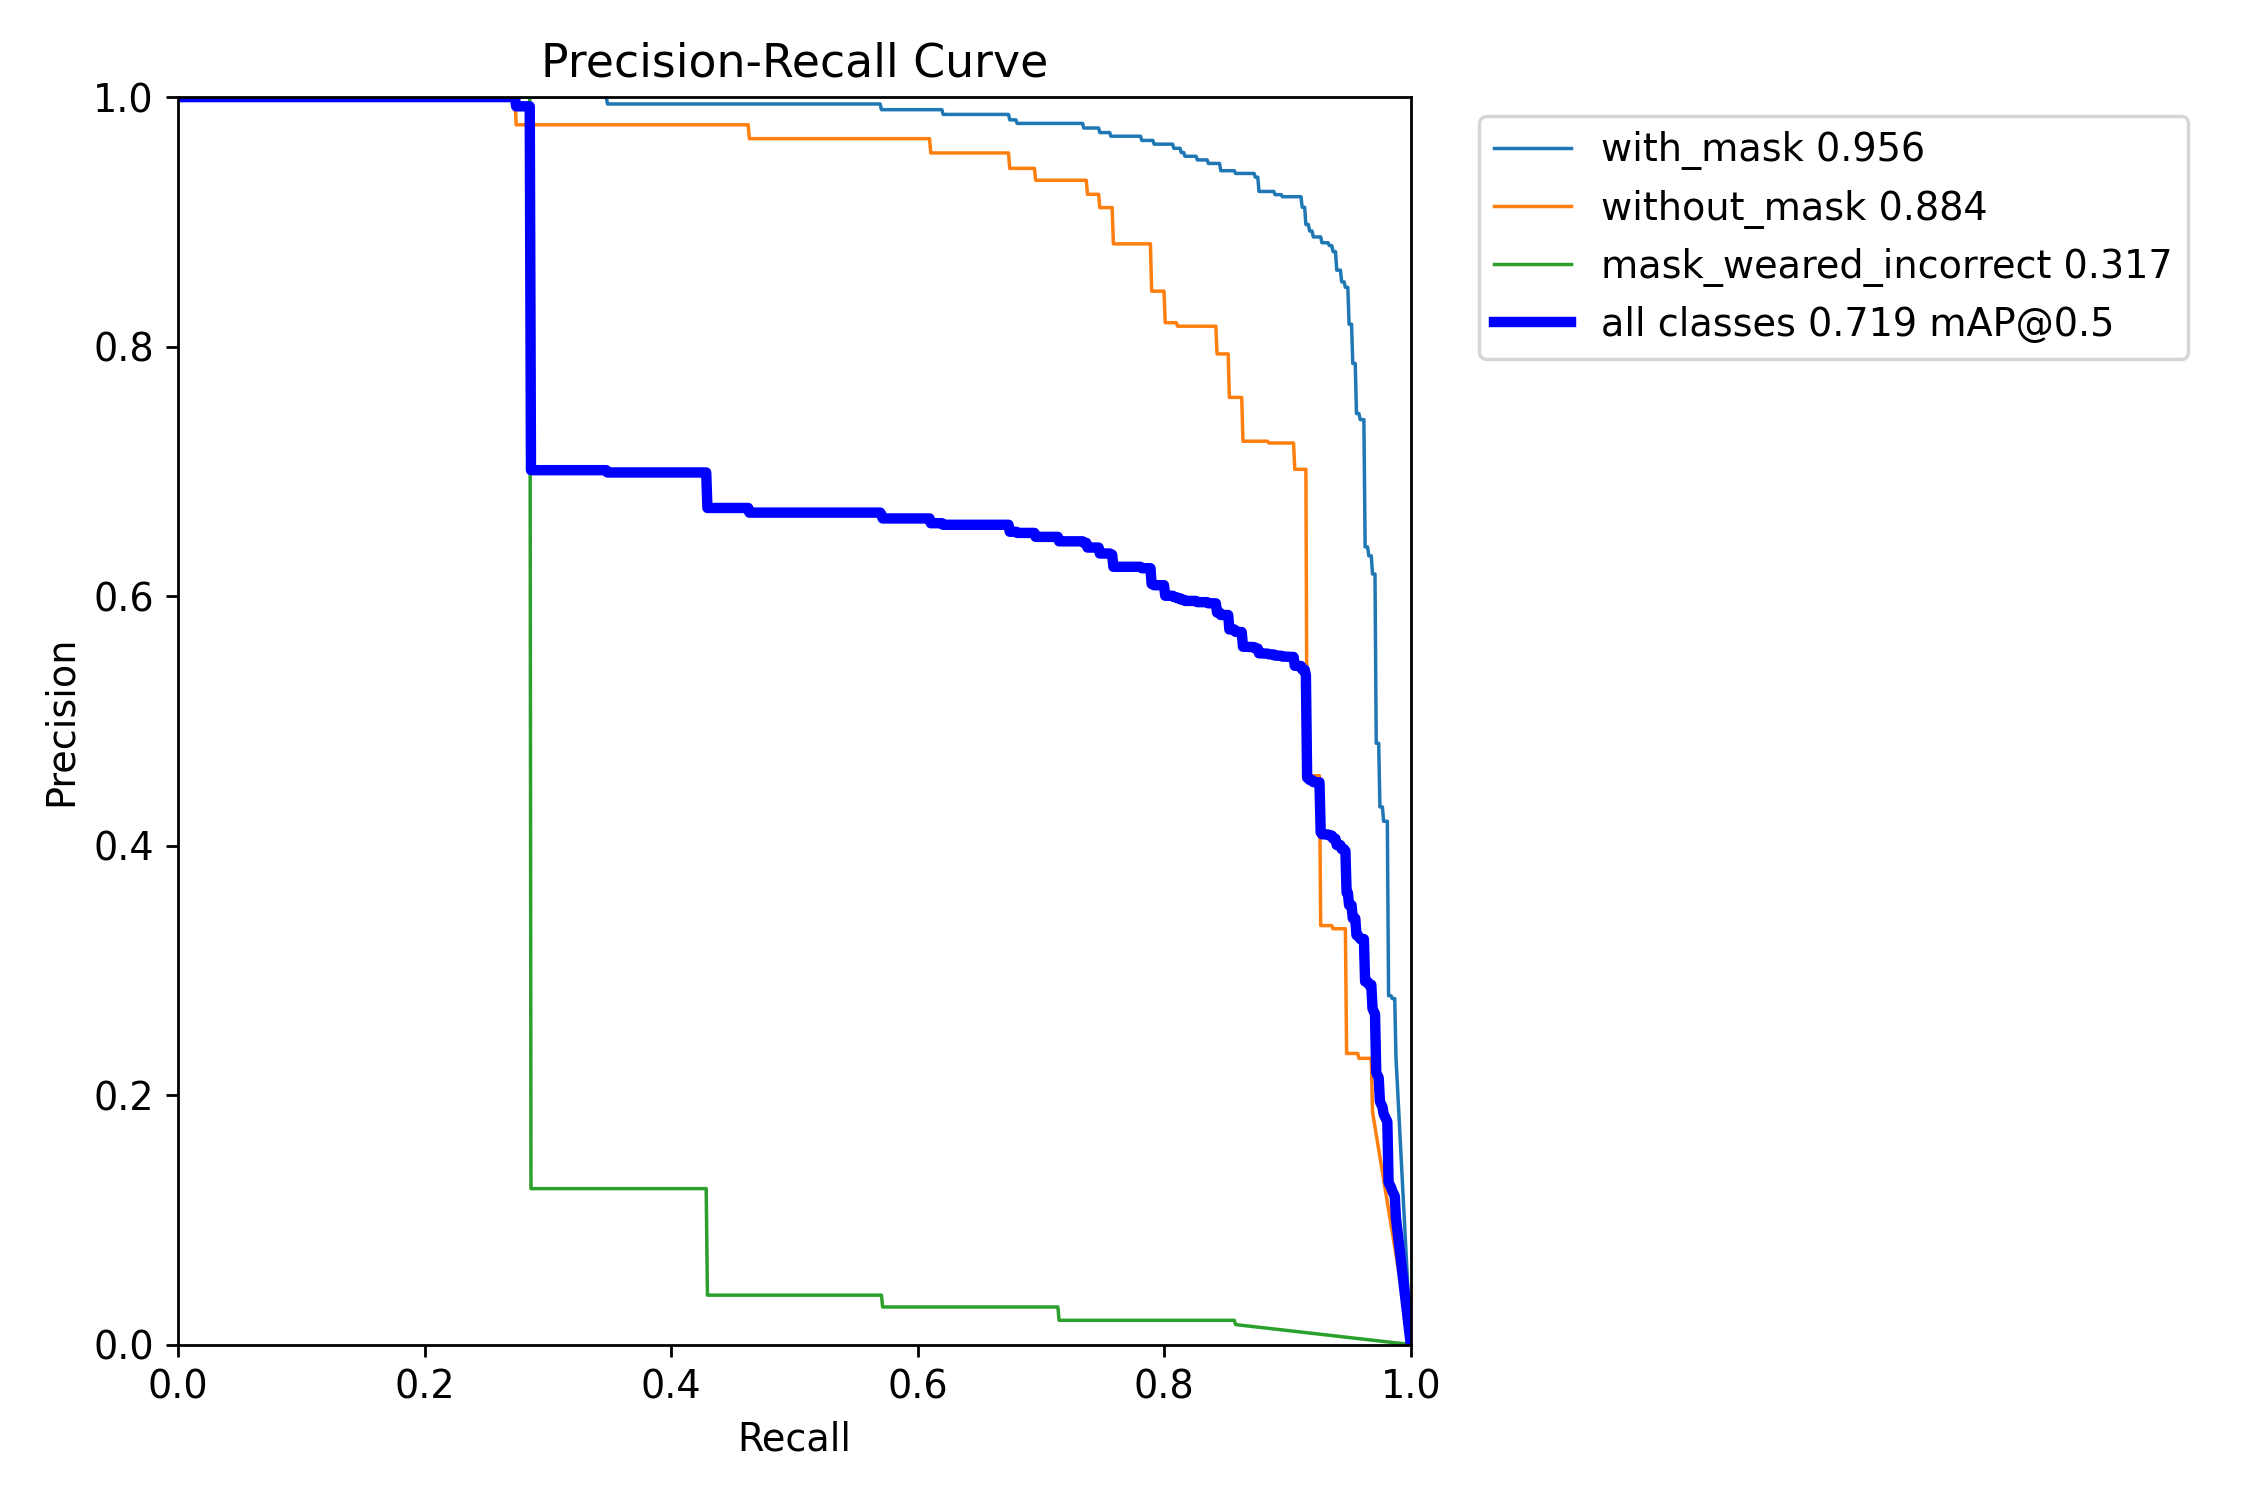 Precision-Recall Curve
1.0
0.8
0.6
0.4
0.2
0.0
Precision
0.0 0.2 0.4 0.6 0.8 1.0
Recall
with_mask 0.956
without_mask 0.884
mask_weared_incorrect 0.317
all classes 0.719 mAP@0.5